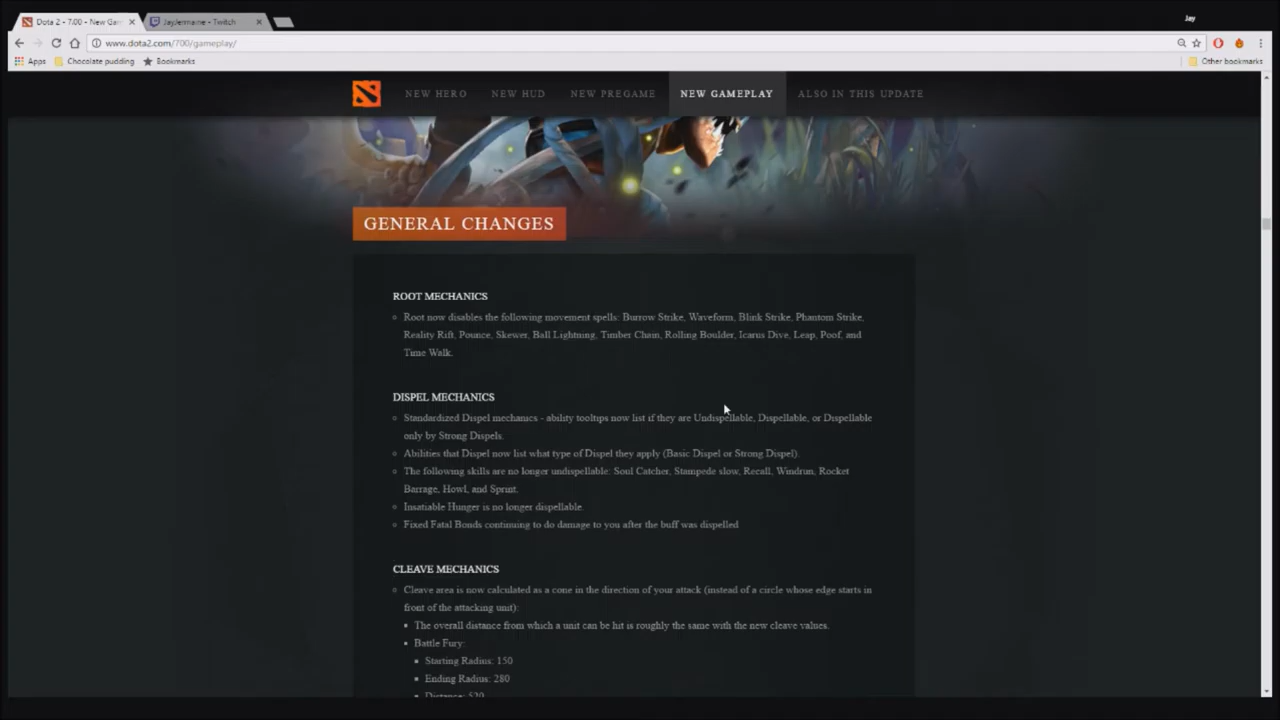 Dota 2 - 7.00 - New Gam
JayJermaine - Twitch
Jay
www.dota2.com/700/gameplay/
Apps
Chocolate pudding
Bookmarks
Other bookmarks
NEW HERO
NEW HUD
NEW PREGAME
NEW GAMEPLAY
ALSO IN THIS UPDATE
GENERAL CHANGES
ROOT MECHANICS
Root now disables the following movement spells: Burrow Strike, Waveform, Blink Strike, Phantom Strike,
Reality Rift, Pounce, Skewer, Ball Lightning, Timber Chain, Rolling Boulder, Icarus Dive, Leap, Poof, and
Time Walk.
DISPEL MECHANICS
Standardized Dispel mechanics - ability tooltips now list if they are Undispellable, Dispellable, or Dispellable
only by Strong Dispels.
Abilities that Dispel now list what type of Dispel they apply (Basic Dispel or Strong Dispel).
The following skills are no longer undispellable: Soul Catcher, Stampede slow, Recall, Windrun, Rocket
Barrage, Howl, and Sprint.
Insatiable Hunger is no longer dispellable.
Fixed Fatal Bonds continuing to do damage to you after the buff was dispelled
CLEAVE MECHANICS
Cleave area is now calculated as a cone in the direction of your attack (instead of a circle whose edge starts in
front of the attacking unit):
The overall distance from which a unit can be hit is roughly the same with the new cleave values.
Battle Fury:
Starting Radius: 150
Ending Radius: 280
Distance: 520